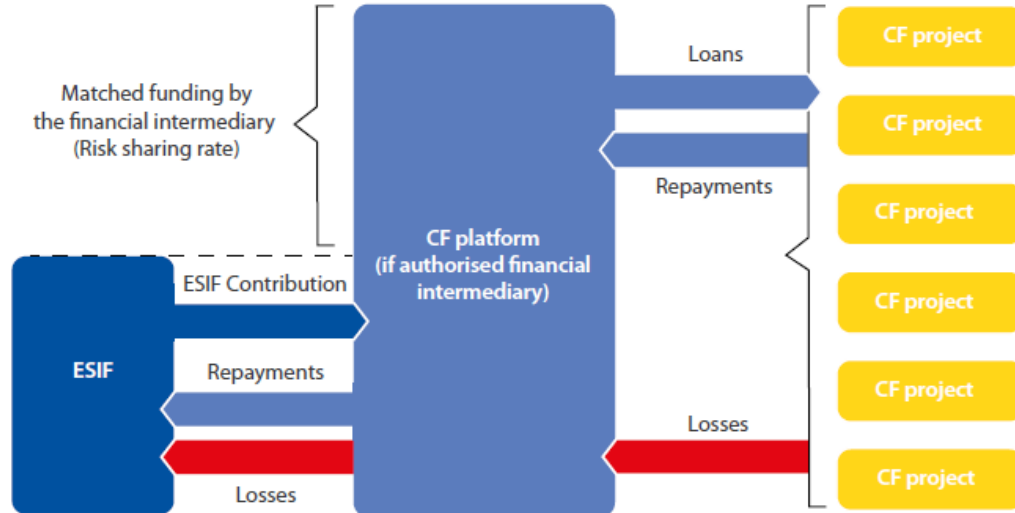 Matched funding by
the financial intermediary
(Risk sharing rate)
ESIF
ESIF Contribution
Repayments
Losses
CF platform
(if authorised financial
intermediary)
Loans
Repayments
Losses
CF project
CF project
CF project
CF project
CF project
CF project